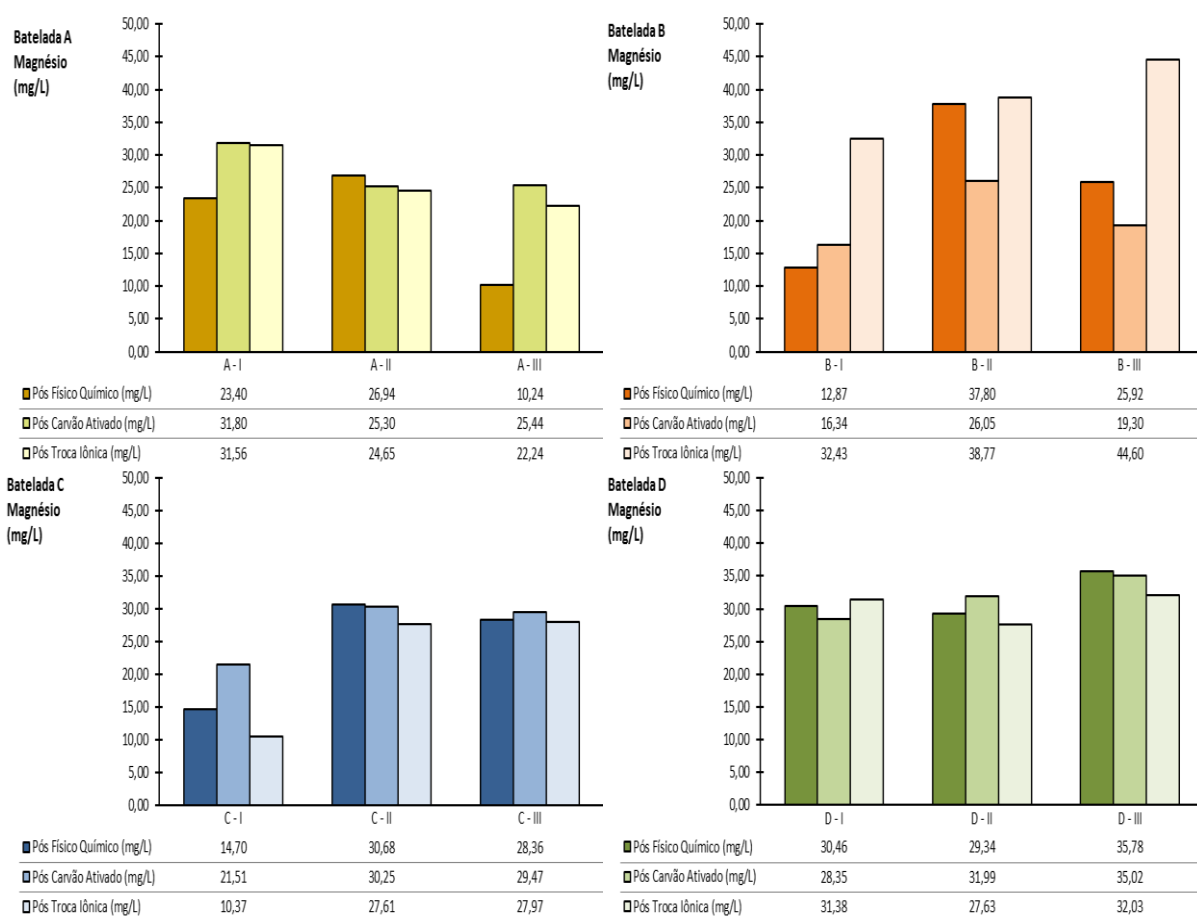 Batelada A
Magnésio
(mg/L)
50,00
45,00
40,00
35,00
30,00
25,00
20,00
15,00
10,00
5,00
0,00
A - I A - II A - III
Pós Físico Químico (mg/L) 23,40 26,94 10,24
Pós Carvão Ativado (mg/L) 31,80 25,30 25,44
Pós Troca Iônica (mg/L) 31,56 24,65 22,24
Batelada B
Magnésio
(mg/L)
50,00
45,00
40,00
35,00
30,00
25,00
20,00
15,00
10,00
5,00
0,00
B - I B - II B - III
Pós Físico Químico (mg/L) 12,87 37,80 25,92
Pós Carvão Ativado (mg/L) 16,34 26,05 19,30
Pós Troca Iônica (mg/L) 32,43 38,77 44,60
Batelada C
Magnésio
(mg/L)
50,00
45,00
40,00
35,00
30,00
25,00
20,00
15,00
10,00
5,00
0,00
C - I C - II C - III
Pós Físico Químico (mg/L) 14,70 30,68 28,36
Pós Carvão Ativado (mg/L) 21,51 30,25 29,47
Pós Troca Iônica (mg/L) 10,37 27,61 27,97
Batelada D
Magnésio
(mg/L)
50,00
45,00
40,00
35,00
30,00
25,00
20,00
15,00
10,00
5,00
0,00
D - I D - II D - III
Pós Físico Químico (mg/L) 30,46 29,34 35,78
Pós Carvão Ativado (mg/L) 28,35 31,99 35,02
Pós Troca Iônica (mg/L) 31,38 27,63 32,03